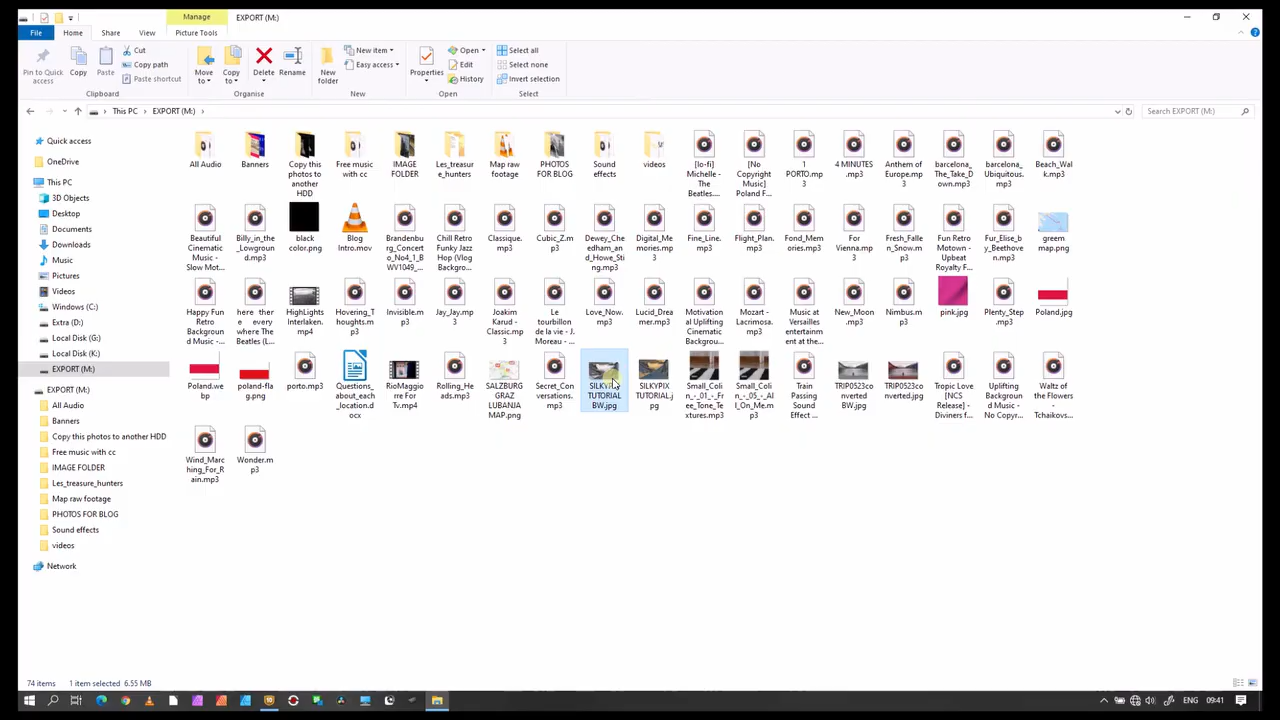 Manage
EXPORT (M:)
File
Home
Share
View
Picture Tools
Pin to Quick access
Copy
Paste
Cut
Copy path
Paste shortcut
Move to
Copy to
Delete
Rename
New folder
New item
Easy access
Properties
Open
Edit
History
Select all
Select none
Invert selection
Clipboard
Organise
New
Open
Select
This PC
EXPORT (M:)
Search EXPORT (M:)
Quick access
OneDrive
This PC
3D Objects
Desktop
Documents
Downloads
Music
Pictures
Videos
Windows (C:)
Extra (D:)
Local Disk (G:)
Local Disk (K:)
EXPORT (M:)
EXPORT (M:)
All Audio
Banners
Copy this photos to another HDD
Free music with cc
IMAGE FOLDER
Les_treasure_hunters
Map raw footage
PHOTOS FOR BLOG
Sound effects
videos
Network
All Audio
Banners
Copy this photos to another HDD
Free music with cc
IMAGE FOLDER
Les_treasure_hunters
Map raw footage
PHOTOS FOR BLOG
Sound effects
videos
[lo-fi] Michelle - The Beatles....
[No Copyright Music] Poland F...
1 PORTO.mp3
4 MINUTES.mp3
Anthem of Europe.mp3
barcelona_The_Take_Down.mp3
barcelona_Ubiquitous.mp3
Beach_Walk.mp3
Beautiful Cinematic Music - Slow Mot...
Billy_in_the_Lowground.mp3
black color.png
Blog Intro.mov
Brandenburg_Concerto_No4_1_BWV1049_...
Chill Retro Funky Jazz Hop (Vlog Backgro...
Classique.mp3
Cubic_Z.mp3
Dewey_Cheedham_and_Howe_Sting.mp3
Digital_Memories.mp3
Fine_Line.mp3
Flight_Plan.mp3
Fond_Memories.mp3
For Vienna.mp3
Fresh_Fallen_Snow.mp3
Fun Retro Motown - Upbeat Royalty F...
Fur_Elise_by_Beethoven.mp3
greem map.png
Happy Fun Retro Background Music -...
here there every where The Beatles (L...
HighLights Interlaken.mp4
Hovering_Thoughts.mp3
Invisible.mp3
Jay_Jay.mp3
Joakim Karud - Classic.mp3
Le tourbillon de la vie - J. Moreau - ...
Love_Now.mp3
Lucid_Dreamer.mp3
Motivational Uplifting Cinematic Backgrou...
Mozart - Lacrimosa.mp3
Music at Versailles entertainment at the...
New_Moon.mp3
Nimbus.mp3
pink.jpg
Plenty_Step.mp3
Poland.jpg
Poland.webp
poland-flag.png
porto.mp3
Questions_about_each_location.docx
RioMaggiorre For Tv.mp4
Rolling_Heads.mp3
SALZBURG GRAZ LUBANJA MAP.png
Secret_Conversations.mp3
TUTORIAL BW.jpg
SILKYPIX TUTORIAL.jpg
Small_Colin_-_01_-_Free_Tone_Textures.mp3
Small_Colin_-_05_-_All_On_Me.mp3
Train Passing Sound Effect ...
TRIP0523converted BW.jpg
TRIP0523converted.jpg
Tropic Love [NCS Release] - Diviners f...
Uplifting Background Music - No Copyr...
Waltz of the Flowers - Tchaikovs...
Wind_Marching_For_Rain.mp3
Wonder.mp3
74 items
1 item selected 6.55 MB
ENG
09:41